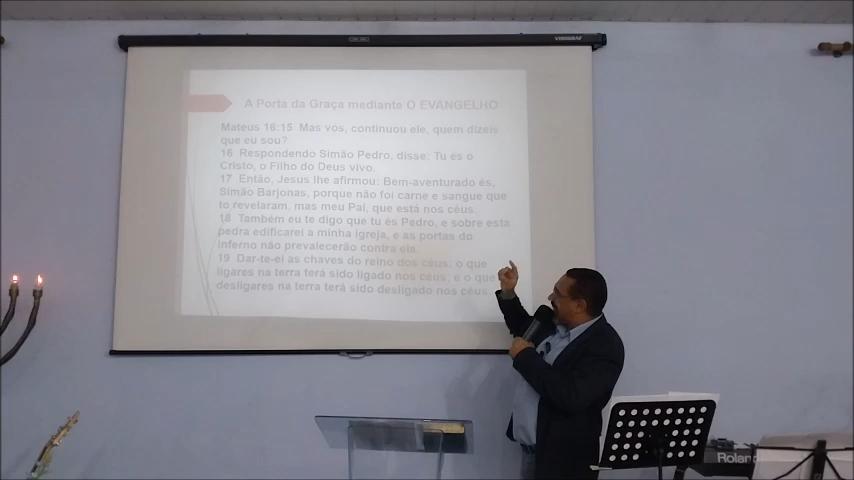 VISOGRAF
A Porta da Graça mediante O EVANGELHO
Mateus 16:15 Mas vos, continuou ele, quem dizeis
que eu sou?
16 Respondendo Simão Pedro, disse: Tu és o
Cristo, o Filho do Deus vivo.
17 Então, Jesus lhe afirmou: Bem-aventurado és,
Simão Barjonas, porque não foi carne e sangue que
to revelaram, mas meu Pai, que está nos céus.
18 Também eu te digo que tu és Pedro, e sobre esta
pedra edificarei a minha igreja, e as portas do
inferno não prevalecerão contra ela.
19 Dar-te-ei as chaves do reino dos céus; o que
ligares na terra terá sido ligado nos céus; e o que
desligares na terra terá sido desligado nos céus.
Roland